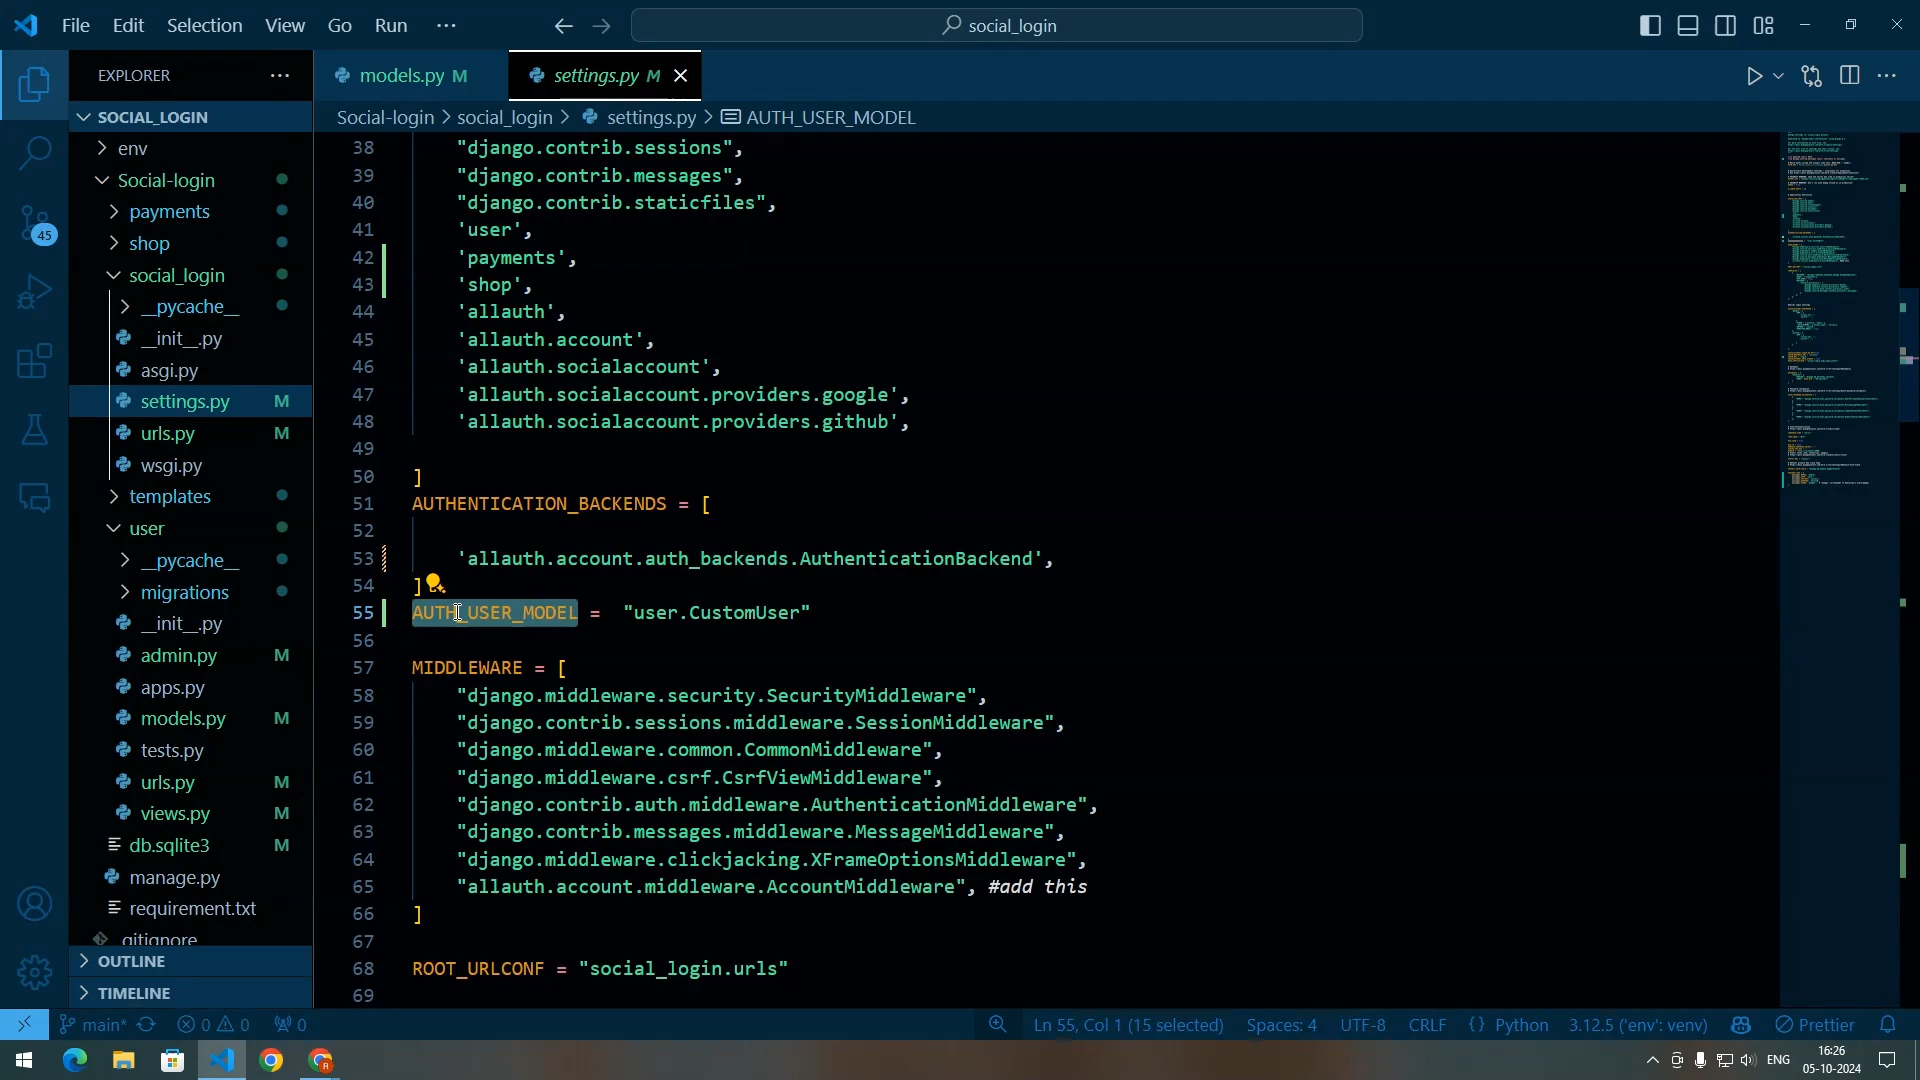 File Edit Selection View Go Run ···
social_login
EXPLORER ···
models.py M
settings.py M
SOCIAL_LOGIN
Social-login > social_login > settings.py > AUTH_USER_MODEL
env
Social-login
payments
shop
social_login
__pycache__
__init__.py
asgi.py
settings.py M
urls.py M
wsgi.py
templates
user
__pycache__
migrations
__init__.py
admin.py M
apps.py
models.py M
tests.py
urls.py M
views.py M
db.sqlite3 M
manage.py
requirement.txt
.gitignore
OUTLINE
TIMELINE
45
38 "django.contrib.sessions",
39 "django.contrib.messages",
40 "django.contrib.staticfiles",
41 'user',
42 'payments',
43 'shop',
44 'allauth',
45 'allauth.account',
46 'allauth.socialaccount',
47 'allauth.socialaccount.providers.google',
48 'allauth.socialaccount.providers.github',
49
50 ]
51 AUTHENTICATION_BACKENDS = [
52
53 'allauth.account.auth_backends.AuthenticationBackend',
54 ]
55 AUTH_USER_MODEL = "user.CustomUser"
56
57 MIDDLEWARE = [
58 "django.middleware.security.SecurityMiddleware",
59 "django.contrib.sessions.middleware.SessionMiddleware",
60 "django.middleware.common.CommonMiddleware",
61 "django.middleware.csrf.CsrfViewMiddleware",
62 "django.contrib.auth.middleware.AuthenticationMiddleware",
63 "django.contrib.messages.middleware.MessageMiddleware",
64 "django.middleware.clickjacking.XFrameOptionsMiddleware",
65 "allauth.account.middleware.AccountMiddleware", #add this
66 ]
67
68 ROOT_URLCONF = "social_login.urls"
69
main* 0 0 0 Ln 55, Col 1 (15 selected) Spaces: 4 UTF-8 CRLF {} Python 3.12.5 ('env': venv) Prettier
R
ENG
16:26
05-10-2024